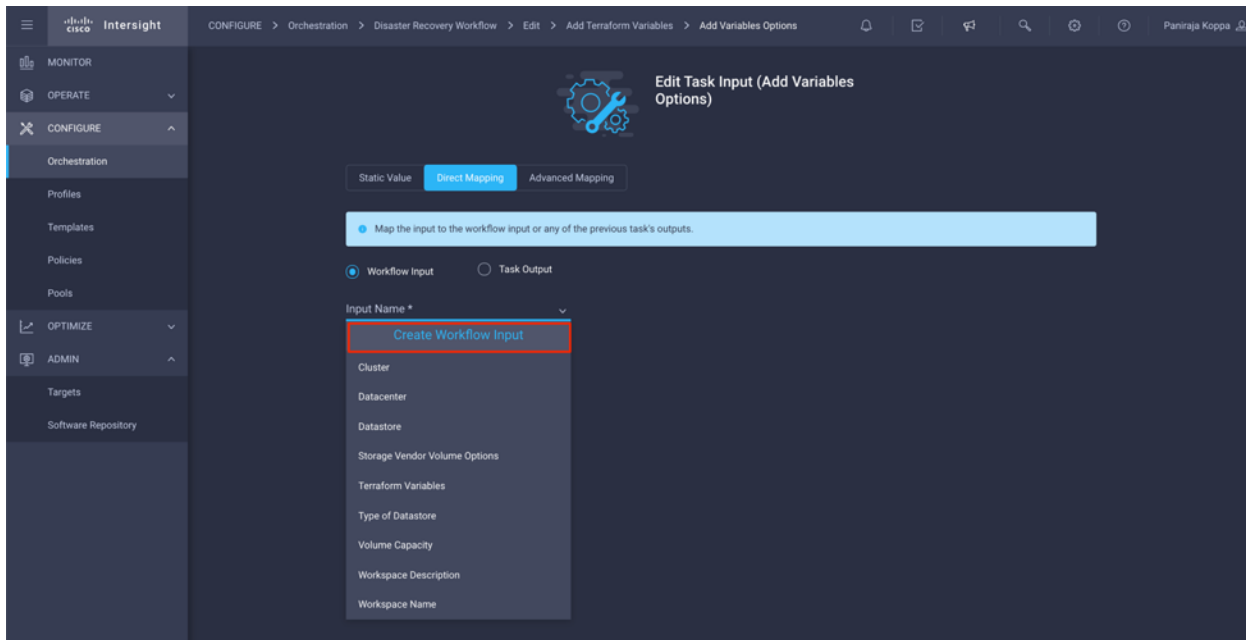 cisco Intersight
CONFIGURE > Orchestration > Disaster Recovery Workflow > Edit > Add Terraform Variables > Add Variables Options
Paniraja Koppa
MONITOR
OPERATE
CONFIGURE
Orchestration
Profiles
Templates
Policies
Pools
OPTIMIZE
ADMIN
Targets
Software Repository
Edit Task Input (Add Variables
Options)
Static Value Direct Mapping Advanced Mapping
Map the input to the workflow input or any of the previous task's outputs.
Workflow Input Task Output
Input Name *
Create Workflow Input
Cluster
Datacenter
Datastore
Storage Vendor Volume Options
Terraform Variables
Type of Datastore
Volume Capacity
Workspace Description
Workspace Name